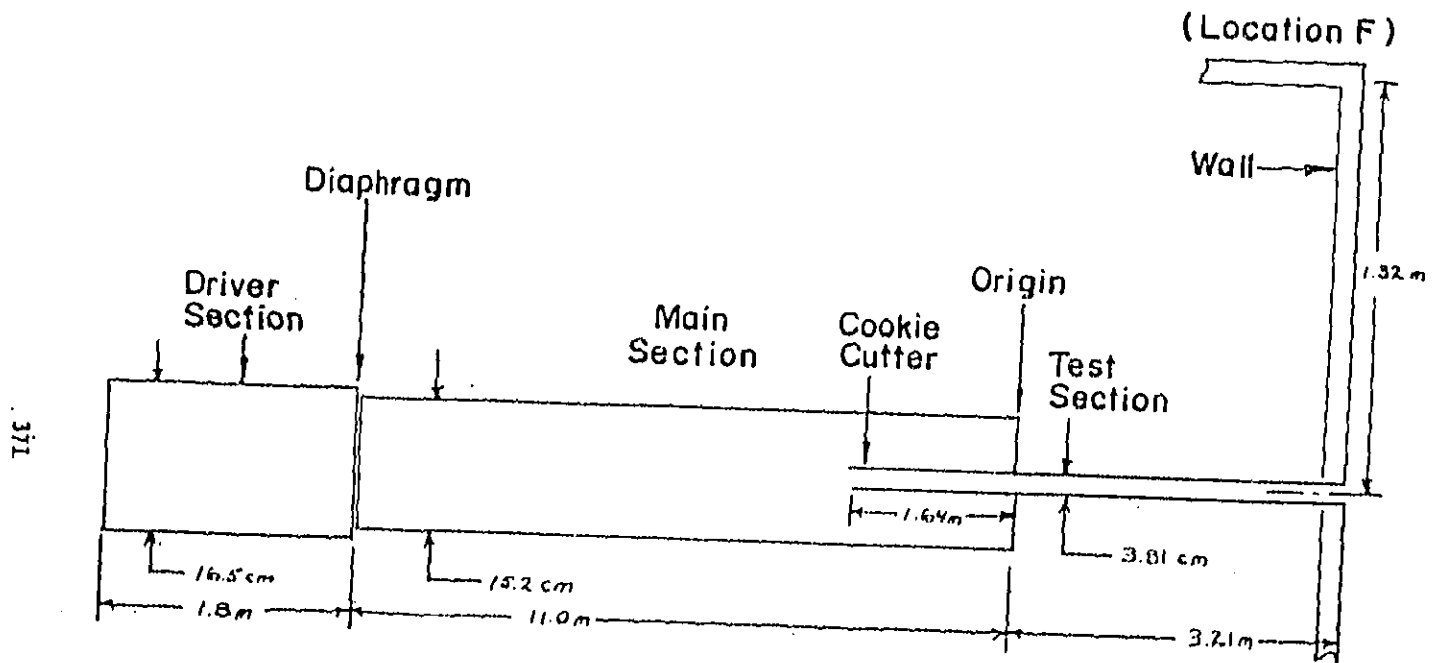 (Location F)
Wall
1.32 m
Diaphragm
Driver
Section
Main
Section
Cookie
Cutter
Origin
Test
Section
.371
1.64m
16.5 cm
15.2 cm
3.81 cm
1.8 m
11.0 m
3.21 m